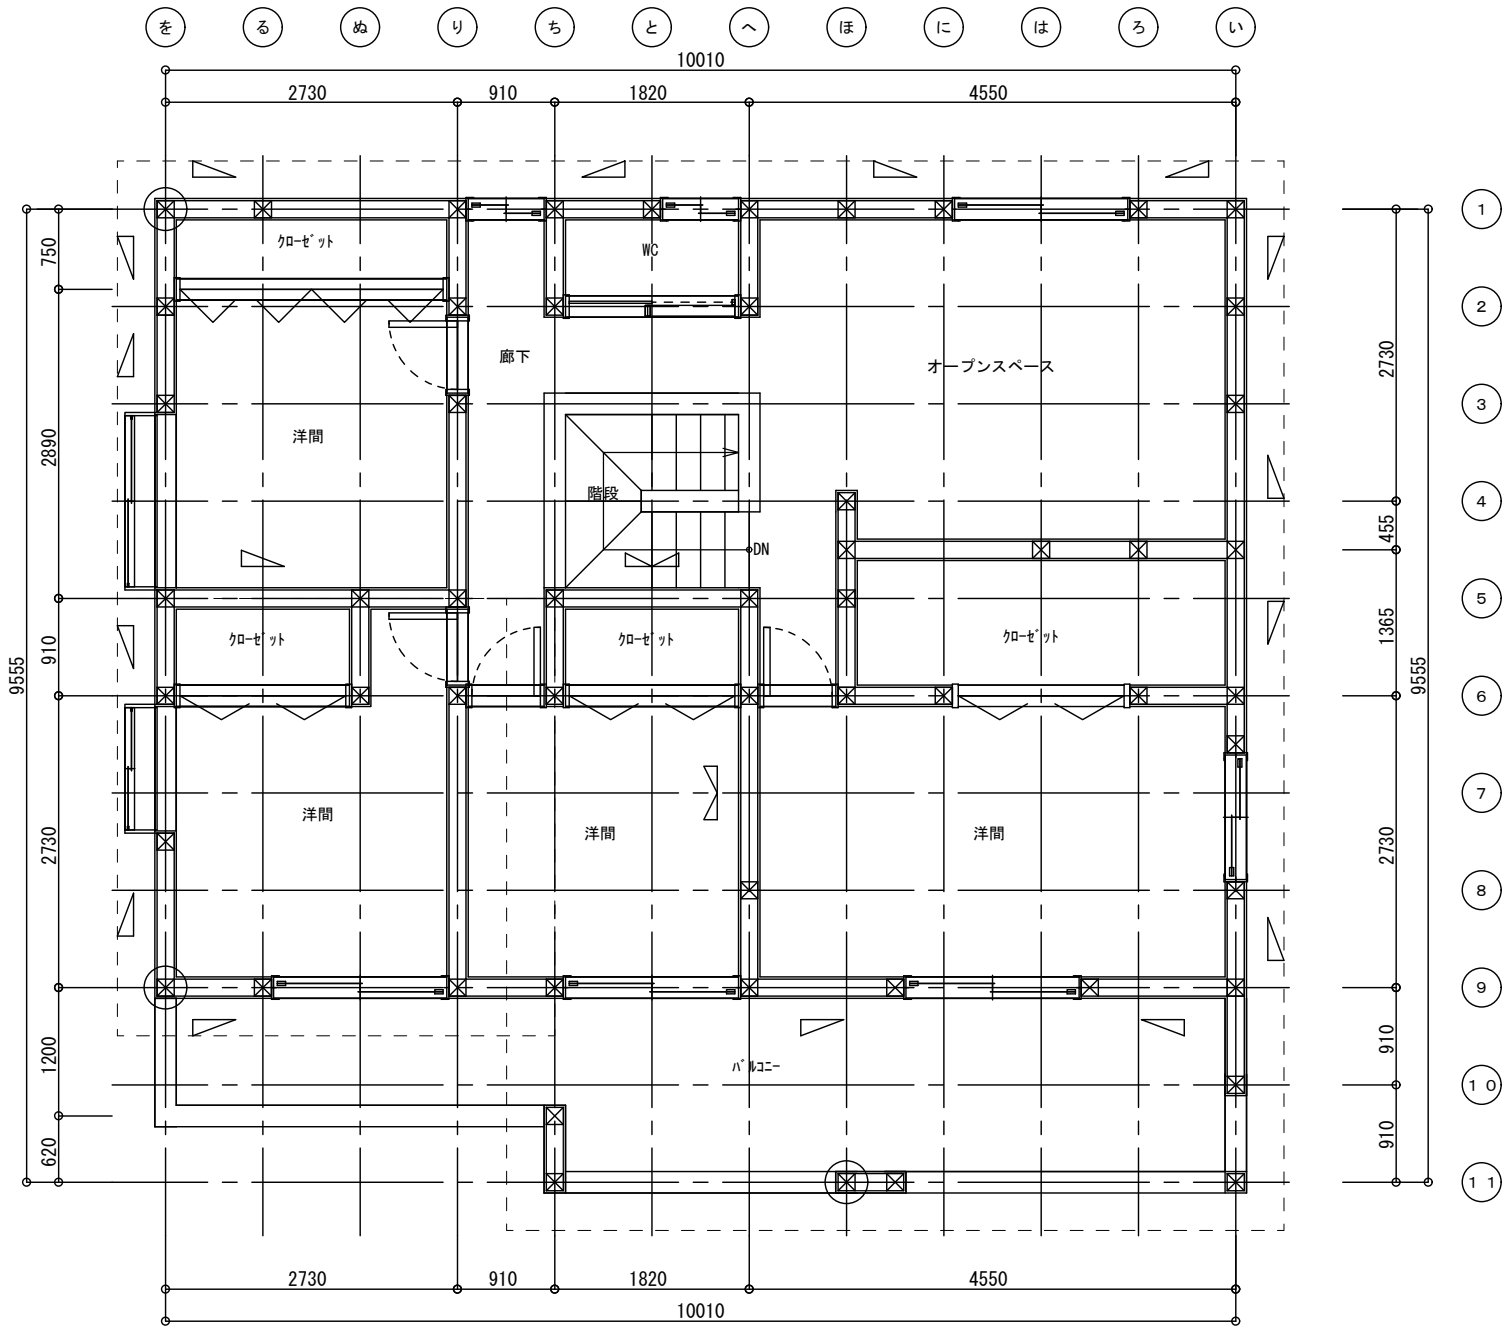 を る ぬ り ち と へ ほ に は ろ い
10010
2730 910 1820 4550
1
クローゼット
WC
750
2
廊下
オープンスペース
2730
3
洋間
2890
階段
4
455
DN
5
クローゼット
クローゼット
クローゼット
910
1365
9555
9555
6
7
洋間
洋間
洋間
2730
2730
8
9
1200
バルコニー
910
10
620
910
11
2730 910 1820 4550
10010